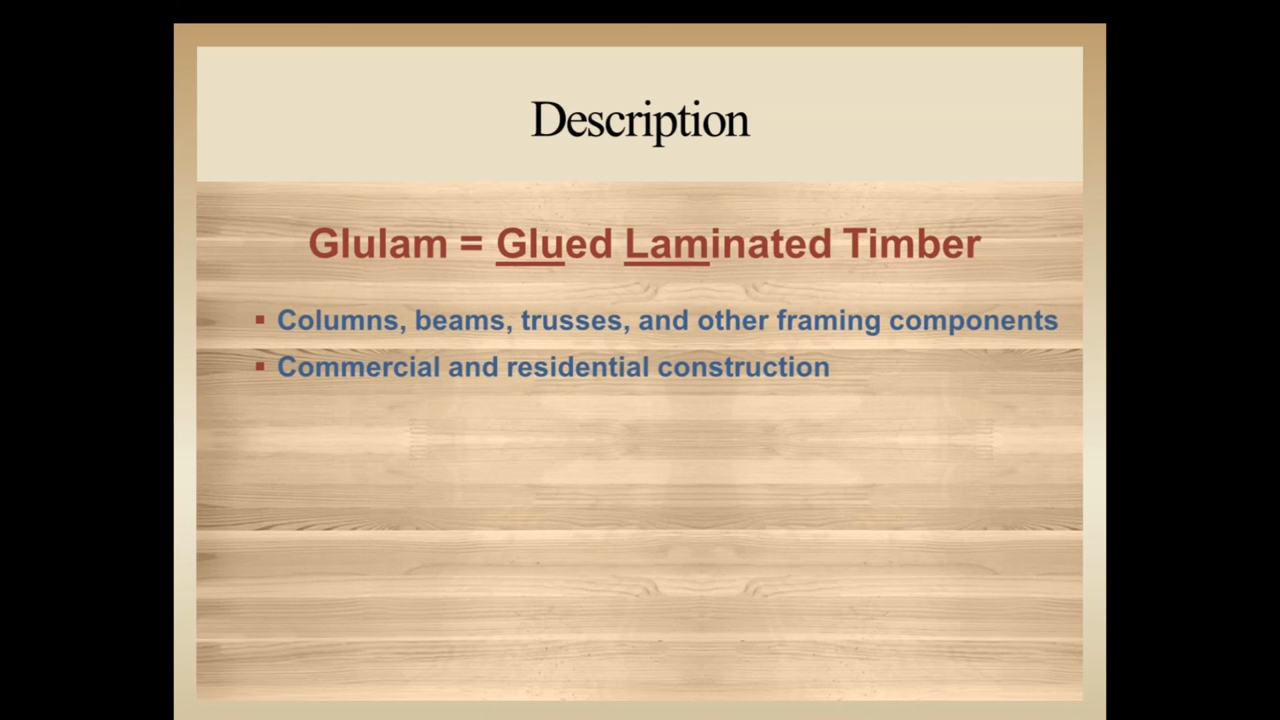 Description
Glulam = Glued Laminated Timber
▪ Columns, beams, trusses, and other framing components
▪ Commercial and residential construction